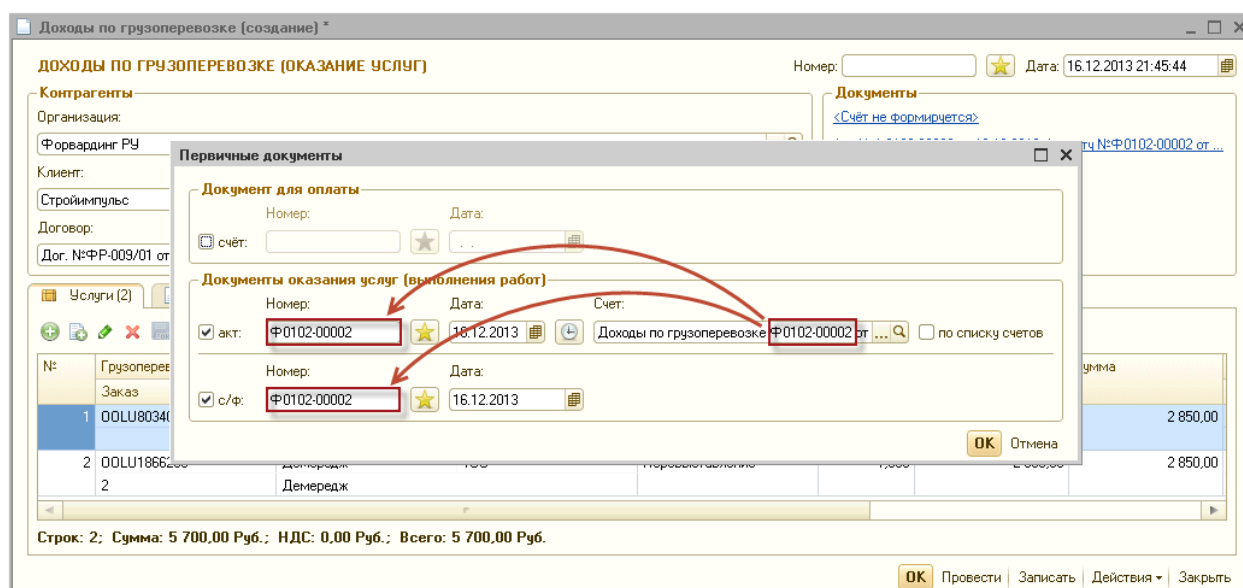 Доходы по грузоперевозке (создание) *
ДОХОДЫ ПО ГРУЗОПЕРЕВОЗКЕ (ОКАЗАНИЕ УСЛУГ)
Номер:
Дата: 16.12.2013 21:45:44
Контрагенты
Документы
Организация:
<Счёт не формируется>
Форвардинг РУ
№Ф0102-00002 от ...
Клиент:
Стройимпульс
Договор:
Дог. №ФР-009/01 от
Первичные документы
Документ для оплаты
Номер: Дата:
счёт: . .
Документы оказания услуг (выполнения работ)
Номер: Дата: Счет:
акт: Ф0102-00002 16.12.2013 Доходы по грузоперевозке Ф0102-00002 от ... по списку счетов
Номер: Дата:
с/ф: Ф0102-00002 16.12.2013
OK Отмена
Услуги (2)
№
Заказ
1 2 850,00
2 Демередж 2 850,00
2 Демередж
Строк: 2; Сумма: 5 700,00 Руб.; НДС: 0,00 Руб.; Всего: 5 700,00 Руб.
OK Провести Записать Действия Закрыть